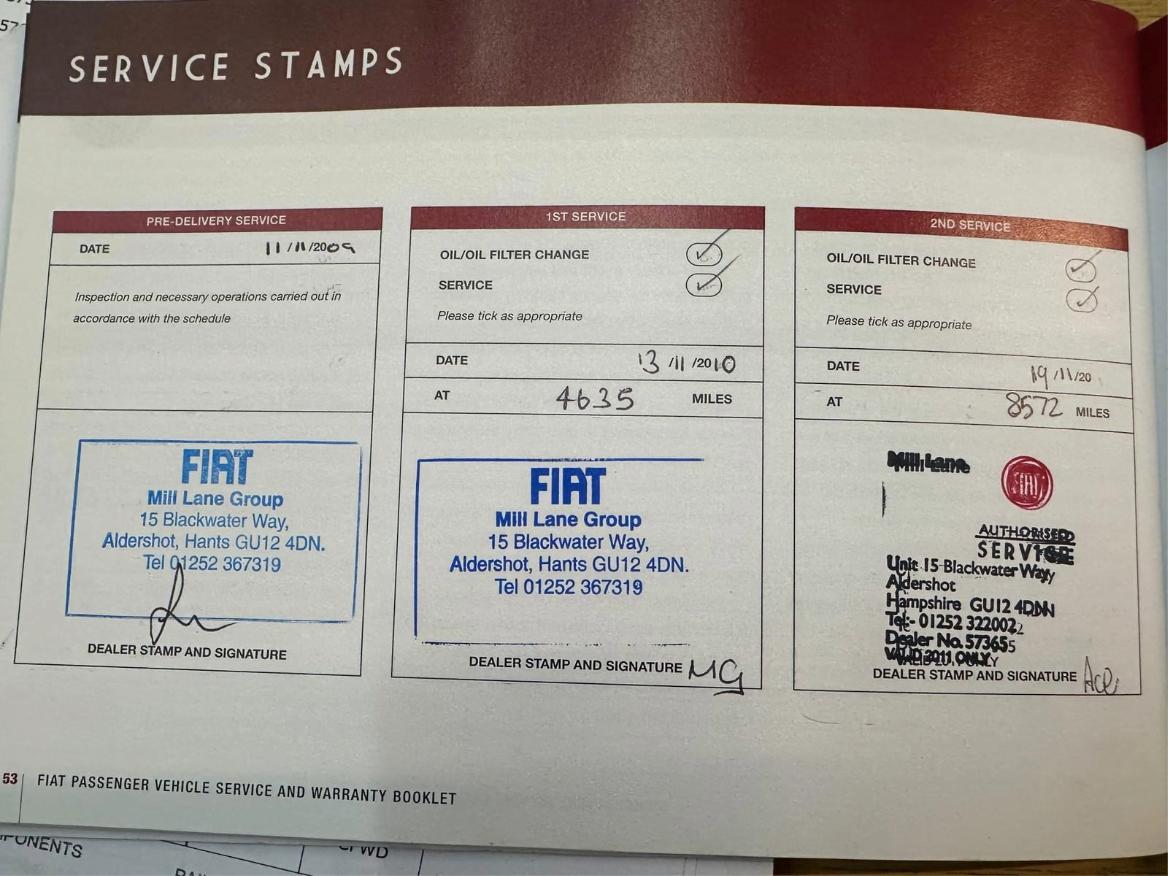 SERVICE STAMPS
PRE-DELIVERY SERVICE
DATE 11/11/2009
Inspection and necessary operations carried out in
accordance with the schedule
FIAT
Mill Lane Group
15 Blackwater Way,
Aldershot, Hants GU12 4DN.
Tel 01252 367319
DEALER STAMP AND SIGNATURE
1ST SERVICE
OIL/OIL FILTER CHANGE
SERVICE
Please tick as appropriate
DATE 13/11/2010
AT 4635 MILES
FIAT
Mill Lane Group
15 Blackwater Way,
Aldershot, Hants GU12 4DN.
Tel 01252 367319
DEALER STAMP AND SIGNATURE MG
2ND SERVICE
OIL/OIL FILTER CHANGE
SERVICE
Please tick as appropriate
DATE 19/11/20
AT 8572 MILES
Mill Lane
FIAT
AUTHORISED
SERVICE
Unit 15 Blackwater Way
Aldershot
Hampshire GU12 4DN
Tel:- 01252 322002
Dealer No. 57365
VALID 2011 ONLY
DEALER STAMP AND SIGNATURE
53 FIAT PASSENGER VEHICLE SERVICE AND WARRANTY BOOKLET